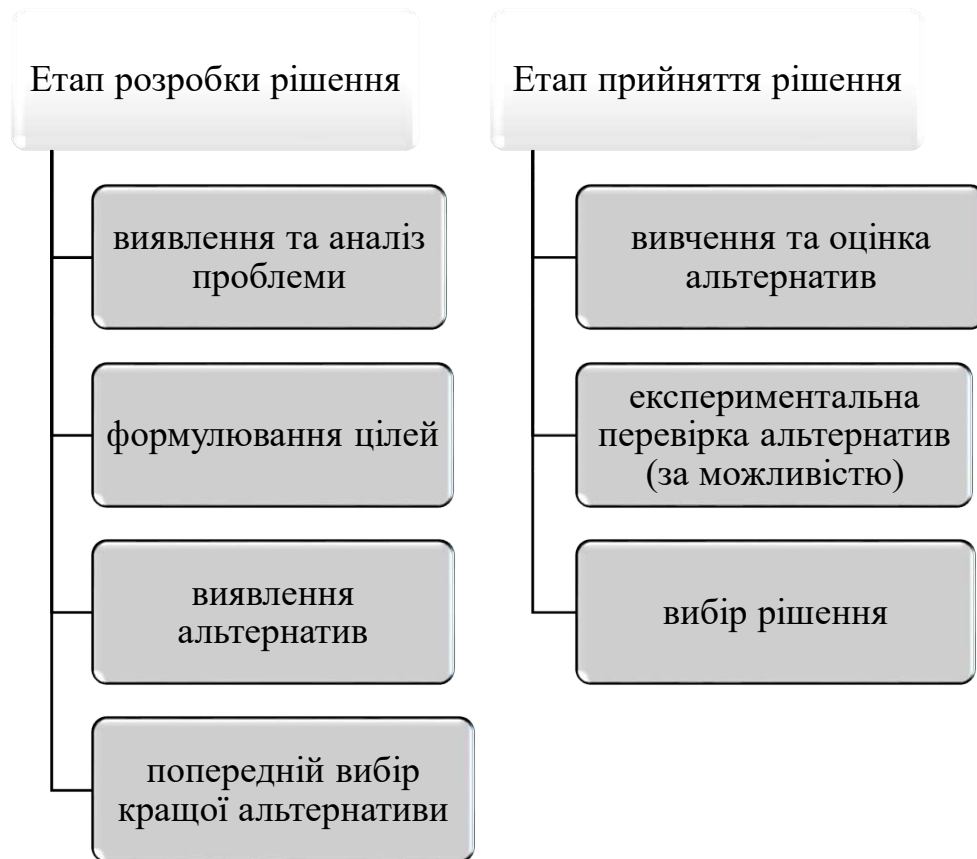 Етап розробки рішення
виявлення та аналіз
проблеми
формулювання цілей
виявлення
альтернатив
попередній вибір
кращої альтернативи
Етап прийняття рішення
вивчення та оцінка
альтернатив
експериментальна
перевірка альтернатив
(за можливістю)
вибір рішення